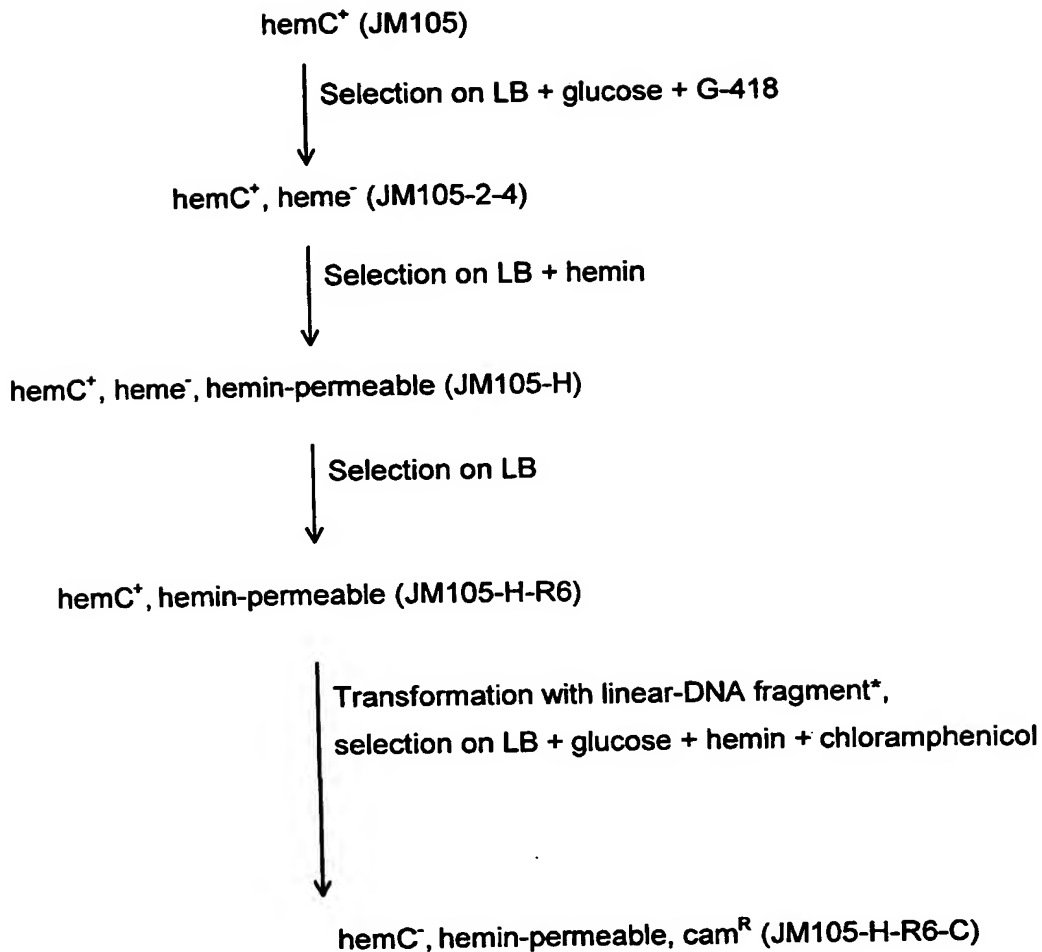 hemC⁺ (JM105)
Selection on LB + glucose + G-418
hemC⁺, heme⁻ (JM105-2-4)
Selection on LB + hemin
hemC⁺, heme⁻, hemin-permeable (JM105-H)
Selection on LB
hemC⁺, hemin-permeable (JM105-H-R6)
Transformation with linear-DNA fragment*,
selection on LB + glucose + hemin + chloramphenicol
hemC⁻, hemin-permeable, camᴿ (JM105-H-R6-C)